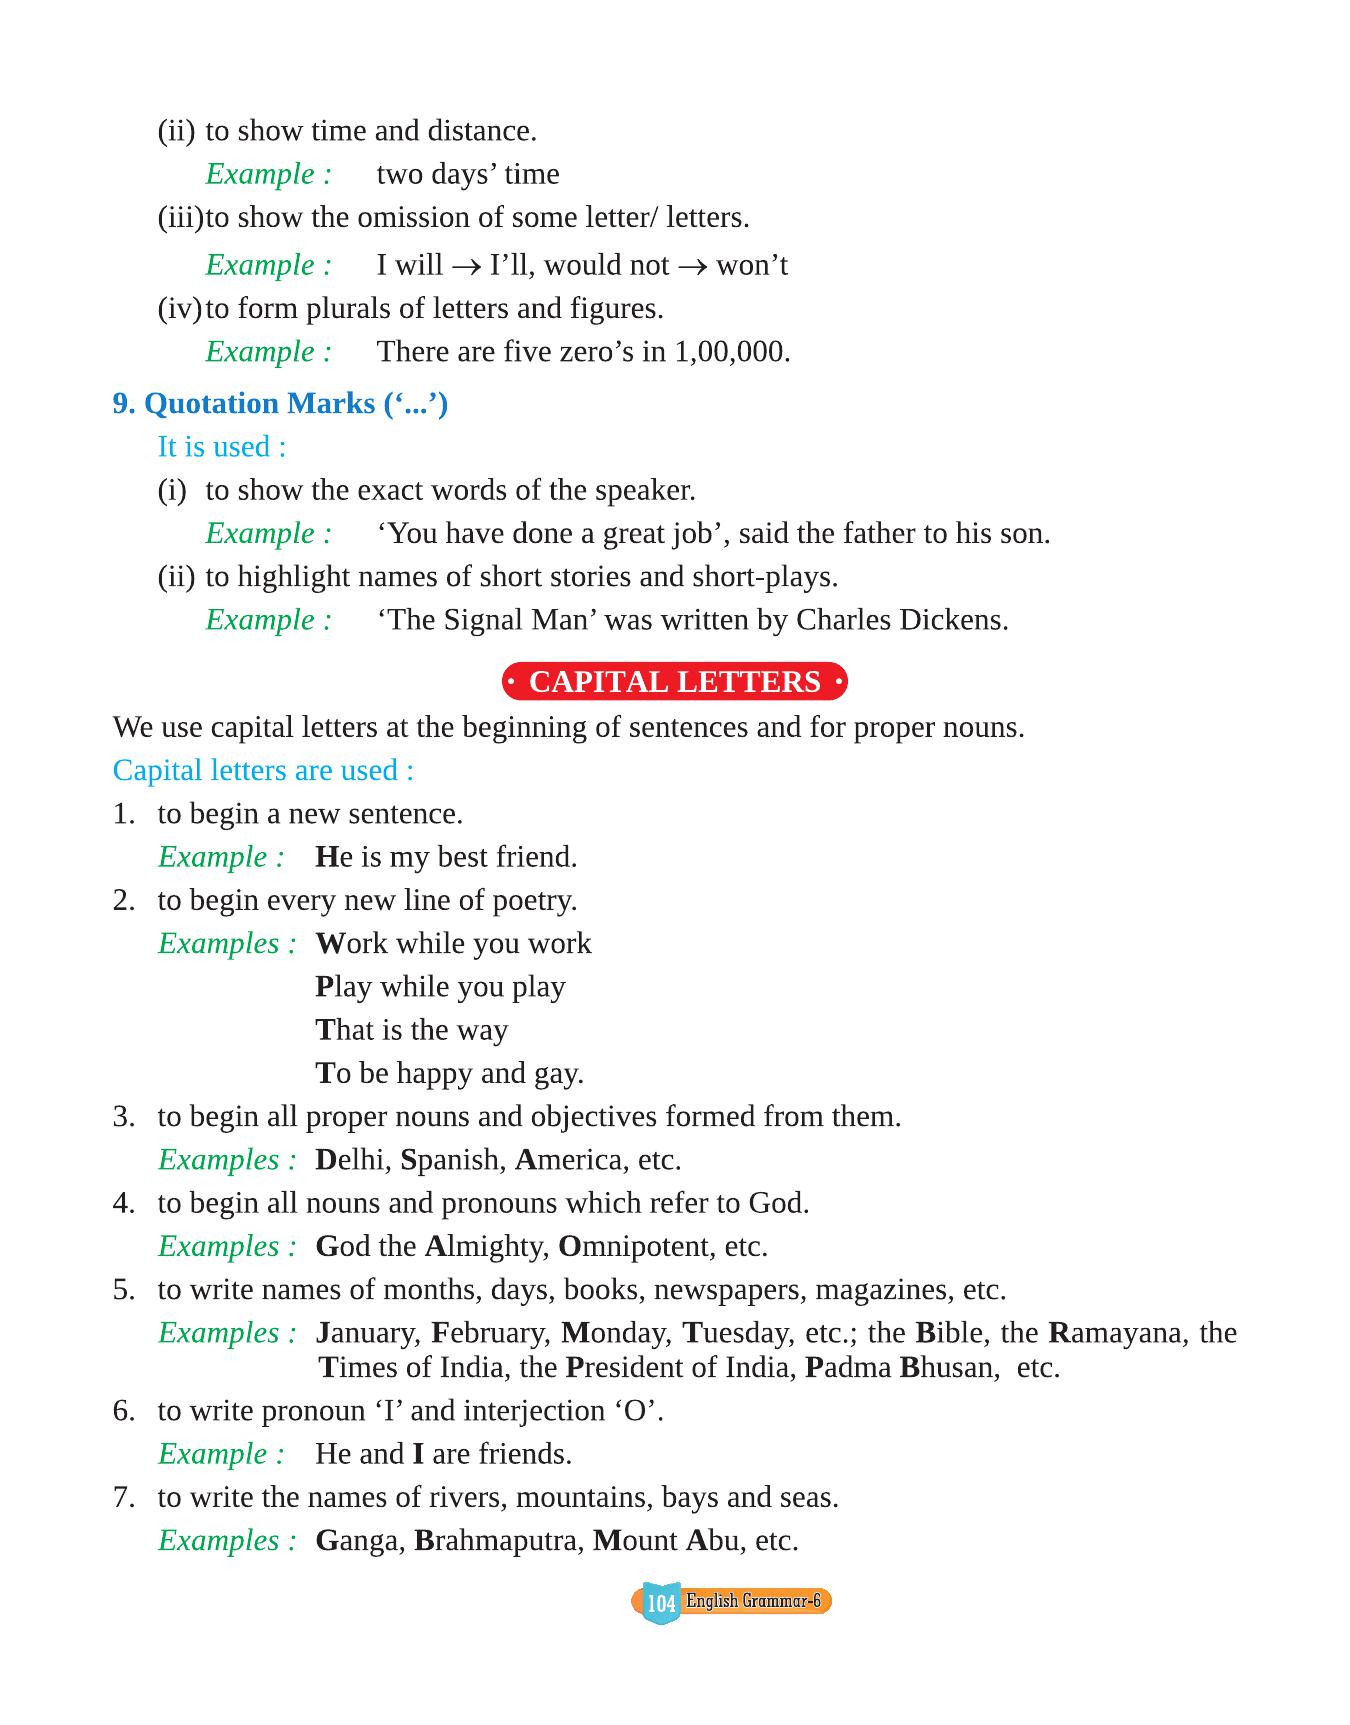 (ii) to show time and distance.
Example : two days’ time
(iii)to show the omission of some letter/ letters.
Example : I will → I’ll, would not → won’t
(iv)to form plurals of letters and figures.
Example : There are five zero’s in 1,00,000.
9. Quotation Marks (‘...’)
It is used :
(i) to show the exact words of the speaker.
Example : ‘You have done a great job’, said the father to his son.
(ii) to highlight names of short stories and short-plays.
Example : ‘The Signal Man’ was written by Charles Dickens.
• CAPITAL LETTERS •
We use capital letters at the beginning of sentences and for proper nouns.
Capital letters are used :
1. to begin a new sentence.
Example : He is my best friend.
2. to begin every new line of poetry.
Examples : Work while you work
Play while you play
That is the way
To be happy and gay.
3. to begin all proper nouns and objectives formed from them.
Examples : Delhi, Spanish, America, etc.
4. to begin all nouns and pronouns which refer to God.
Examples : God the Almighty, Omnipotent, etc.
5. to write names of months, days, books, newspapers, magazines, etc.
Examples : January, February, Monday, Tuesday, etc.; the Bible, the Ramayana, the
Times of India, the President of India, Padma Bhusan, etc.
6. to write pronoun ‘I’ and interjection ‘O’.
Example : He and I are friends.
7. to write the names of rivers, mountains, bays and seas.
Examples : Ganga, Brahmaputra, Mount Abu, etc.
104 English Grammar-6